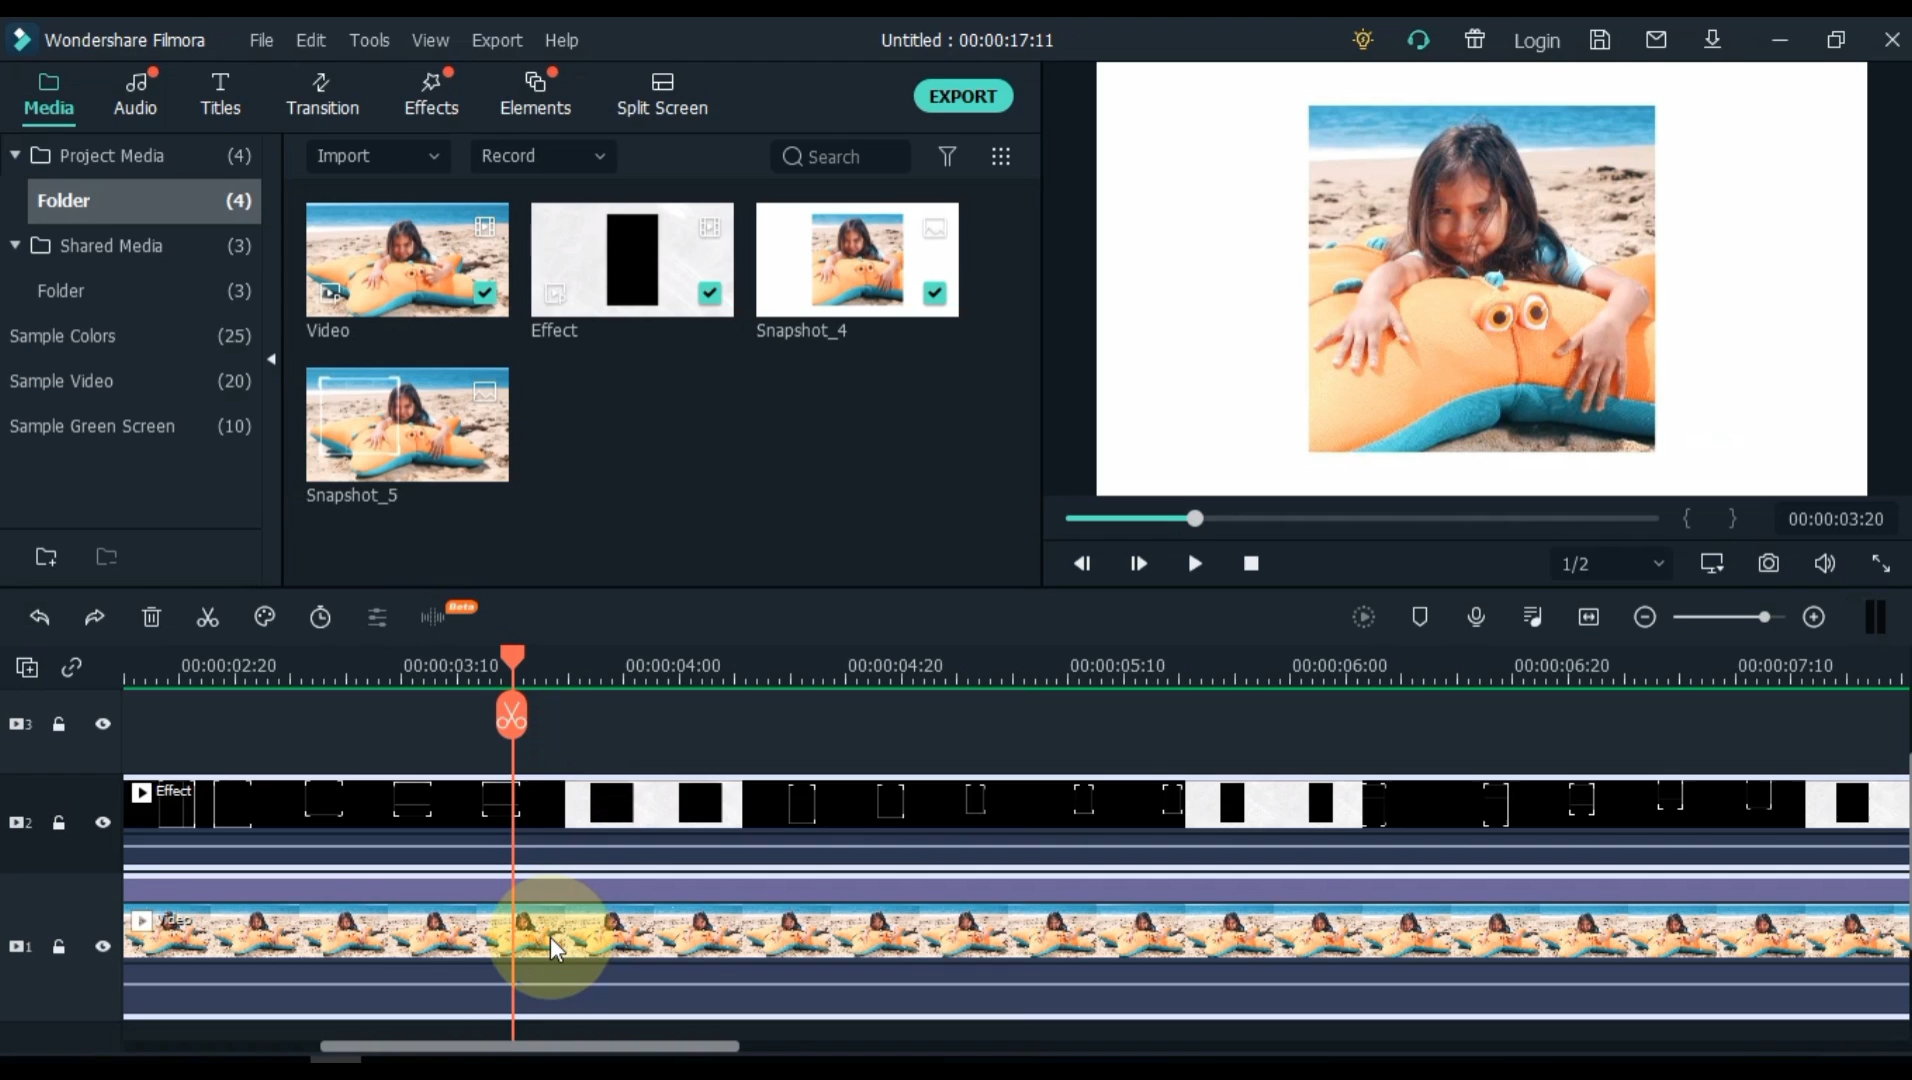 Wondershare Filmora File Edit Tools View Export Help Untitled : 00:00:17:11 Login
Media Audio Titles Transition Effects Elements Split Screen EXPORT
Project Media (4) Import Record Search
Folder (4)
Shared Media (3)
Folder (3)
Sample Colors (25)
Video Effect Snapshot_4
Sample Video (20)
Sample Green Screen (10)
Snapshot_5
{ } 00:00:03:20
1/2
Beta
00:00:02:20 00:00:03:10 00:00:04:00 00:00:04:20 00:00:05:10 00:00:06:00 00:00:06:20 00:00:07:10
3
Effect
2
Video
1